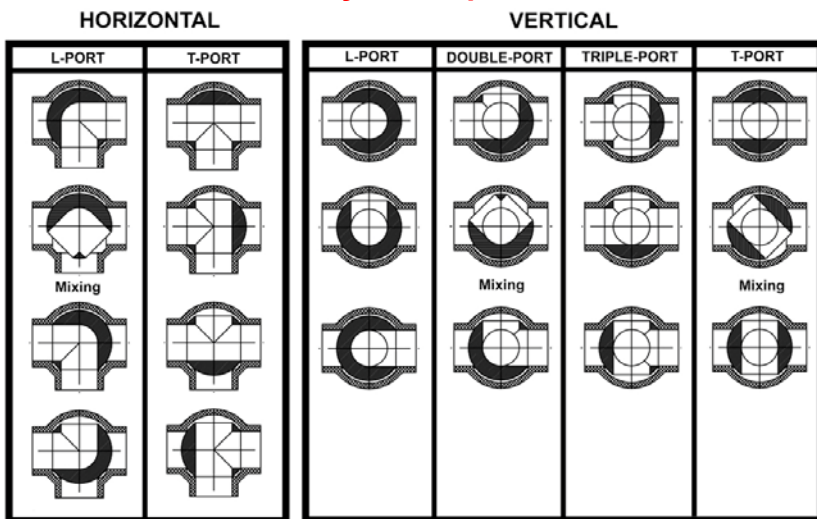 HORIZONTAL
VERTICAL
L-PORT
T-PORT
L-PORT
DOUBLE-PORT
TRIPLE-PORT
T-PORT
Mixing
Mixing
Mixing